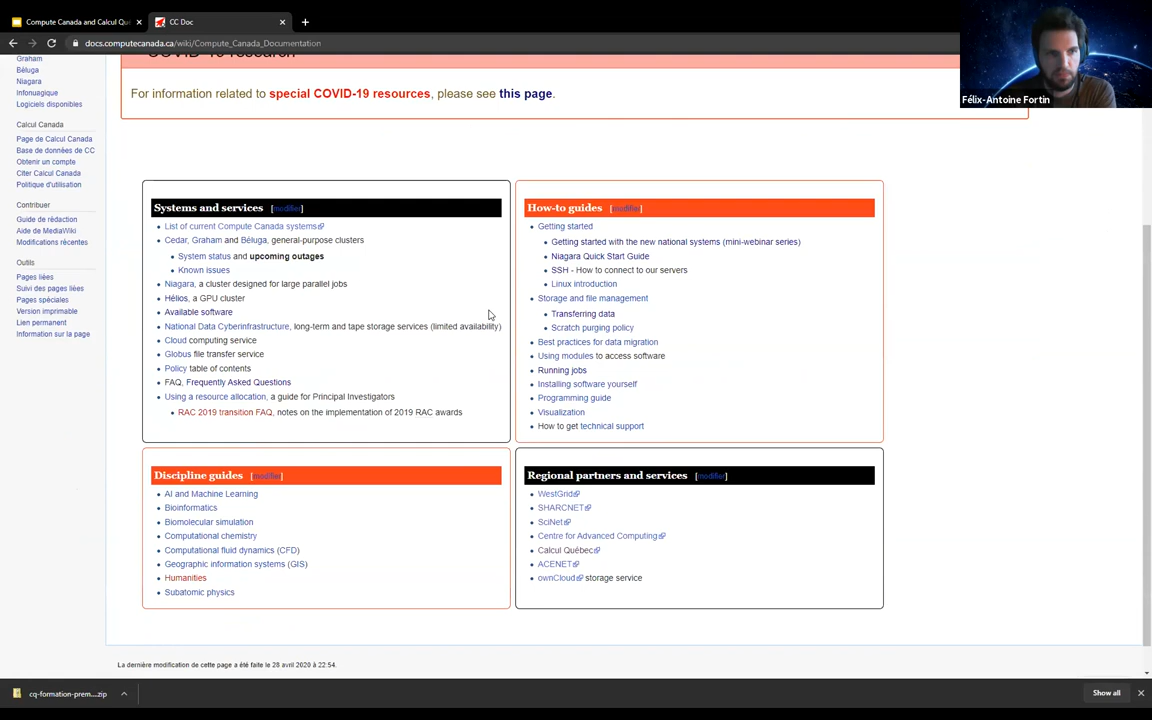 Compute Canada and Calcul Qu
CC Doc
docs.computecanada.ca/wiki/Compute_Canada_Documentation
Félix-Antoine Fortin
Graham
Béluga
Niagara
Infonuagique
Logiciels disponibles
Calcul Canada
Page de Calcul Canada
Base de données de CC
Obtenir un compte
Citer Calcul Canada
Politique d'utilisation
Contribuer
Guide de rédaction
Aide de MediaWiki
Modifications récentes
Outils
Pages liées
Suivi des pages liées
Pages spéciales
Version imprimable
Lien permanent
Information sur la page
COVID-19 research
For information related to special COVID-19 resources, please see this page.
Systems and services [modifier]
List of current Compute Canada systems
Cedar, Graham and Béluga, general-purpose clusters
System status and upcoming outages
Known issues
Niagara, a cluster designed for large parallel jobs
Hélios, a GPU cluster
Available software
National Data Cyberinfrastructure, long-term and tape storage services (limited availability)
Cloud computing service
Globus file transfer service
Policy table of contents
FAQ, Frequently Asked Questions
Using a resource allocation, a guide for Principal Investigators
RAC 2019 transition FAQ, notes on the implementation of 2019 RAC awards
How-to guides [modifier]
Getting started
Getting started with the new national systems (mini-webinar series)
Niagara Quick Start Guide
SSH - How to connect to our servers
Linux introduction
Storage and file management
Transferring data
Scratch purging policy
Best practices for data migration
Using modules to access software
Running jobs
Installing software yourself
Programming guide
Visualization
How to get technical support
Discipline guides [modifier]
AI and Machine Learning
Bioinformatics
Biomolecular simulation
Computational chemistry
Computational fluid dynamics (CFD)
Geographic information systems (GIS)
Humanities
Subatomic physics
Regional partners and services [modifier]
WestGrid
SHARCNET
SciNet
Centre for Advanced Computing
Calcul Québec
ACENET
ownCloud storage service
La dernière modification de cette page a été faite le 28 avril 2020 à 22:54.
cq-formation-prem....zip
Show all